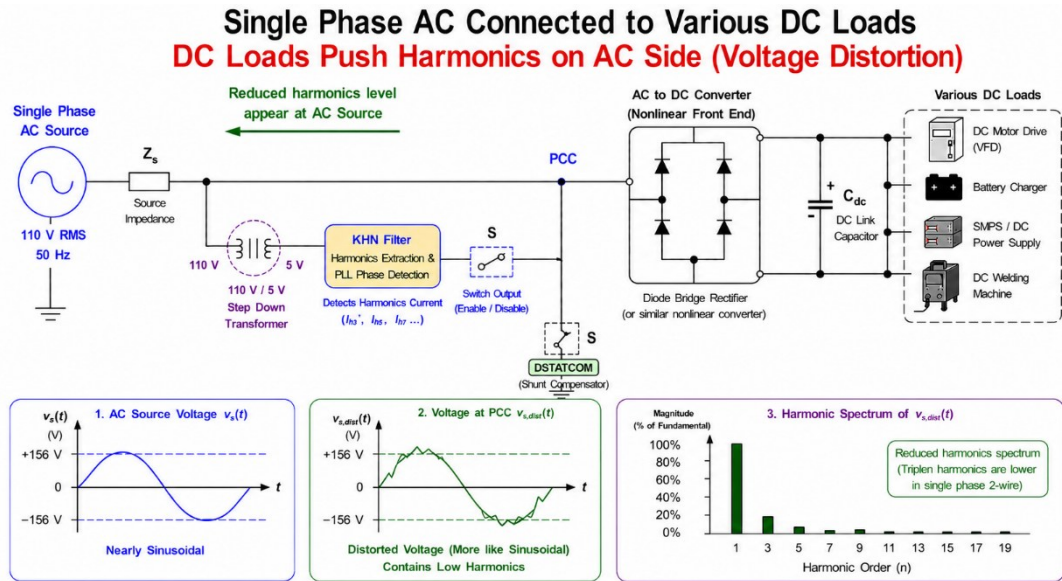 Single Phase AC Connected to Various DC Loads
DC Loads Push Harmonics on AC Side (Voltage Distortion)
Single Phase
AC Source
110 V RMS
50 Hz
Reduced harmonics level
appear at AC Source
Zs
Source
Impedance
110 V
5 V
110 V / 5 V
Step Down
Transformer
KHN Filter
Harmonics Extraction &
PLL Phase Detection
Detects Harmonics Current
(Ih3*, Ih5, Ih7 ...)
S
Switch Output
(Enable / Disable)
PCC
S
DSTATCOM
(Shunt Compensator)
AC to DC Converter
(Nonlinear Front End)
Diode Bridge Rectifier
(or similar nonlinear converter)
+
Cdc
-
DC Link
Capacitor
Various DC Loads
DC Motor Drive
(VFD)
Battery Charger
SMPS / DC
Power Supply
DC Welding
Machine
1. AC Source Voltage vs(t)
vs(t)
(V)
+156 V
0
t
−156 V
Nearly Sinusoidal
2. Voltage at PCC vs,dist(t)
vs,dist(t)
(V)
+156 V
0
t
−156 V
Distorted Voltage (More like Sinusoidal)
Contains Low Harmonics
3. Harmonic Spectrum of vs,dist(t)
Magnitude
(% of Fundamental)
100%
80%
60%
40%
20%
0%
1 3 5 7 9 11 13 15 17 19
Harmonic Order (n)
Reduced harmonics spectrum
(Triplen harmonics are lower
in single phase 2-wire)